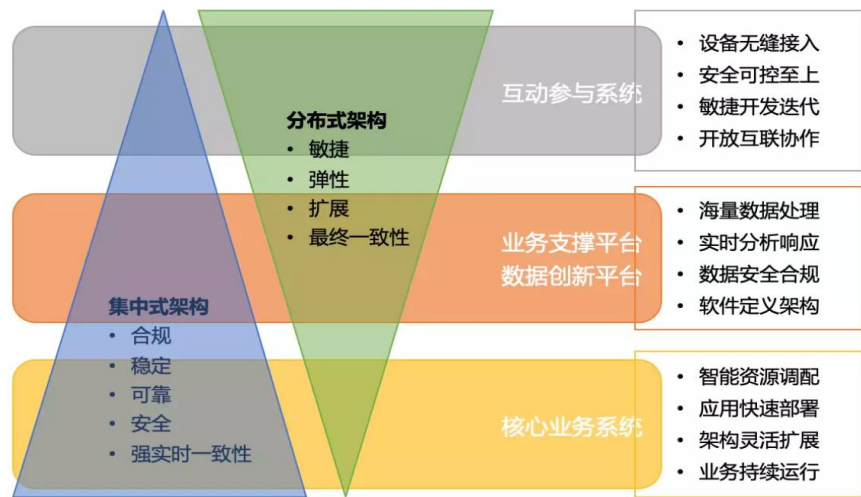 互动参与系统
• 设备无缝接入
• 安全可控至上
• 敏捷开发迭代
• 开放互联协作
分布式架构
• 敏捷
• 弹性
• 扩展
• 最终一致性
业务支撑平台
数据创新平台
• 海量数据处理
• 实时分析响应
• 数据安全合规
• 软件定义架构
集中式架构
• 合规
• 稳定
• 可靠
• 安全
• 强实时一致性
核心业务系统
• 智能资源调配
• 应用快速部署
• 架构灵活扩展
• 业务持续运行